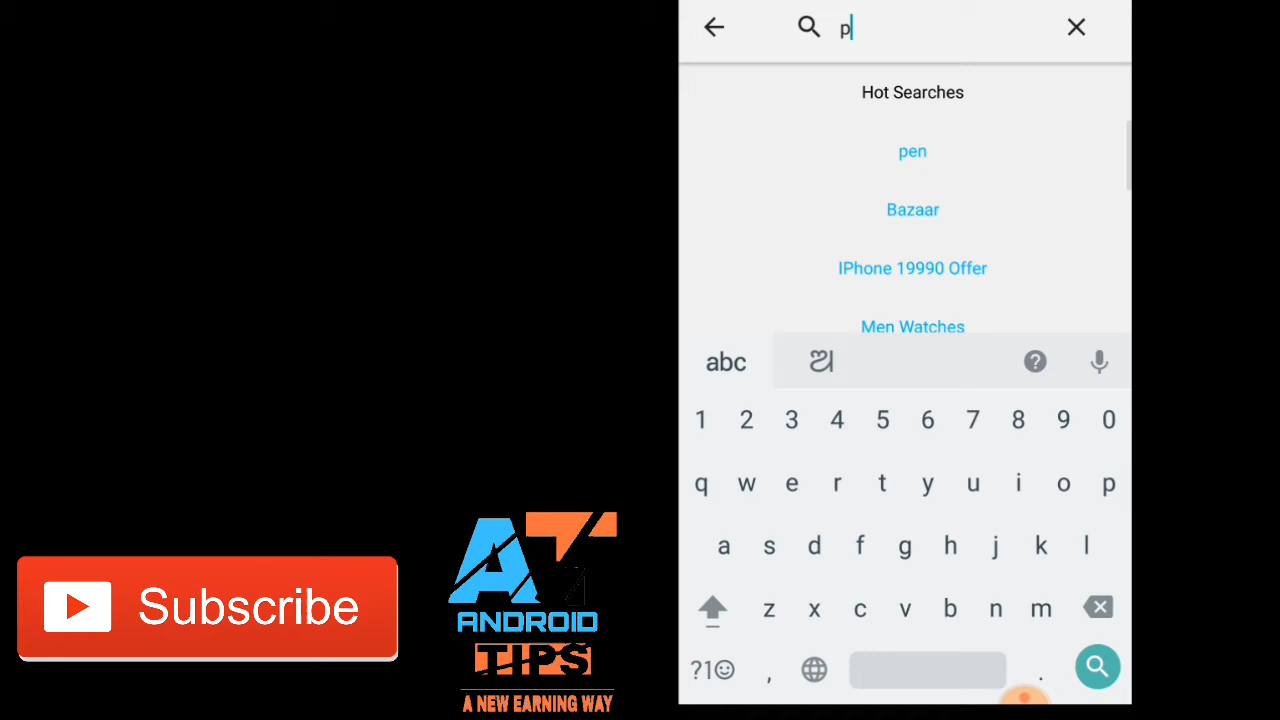 p
Hot Searches
pen
Bazaar
IPhone 19990 Offer
Men Watches
abc ଆ
1 2 3 4 5 6 7 8 9 0
q w e r t y u i o p
a s d f g h j k l
z x c v b n m
?1☺ , .
Subscribe
AT
ANDROID
TIPS
A NEW EARNING WAY